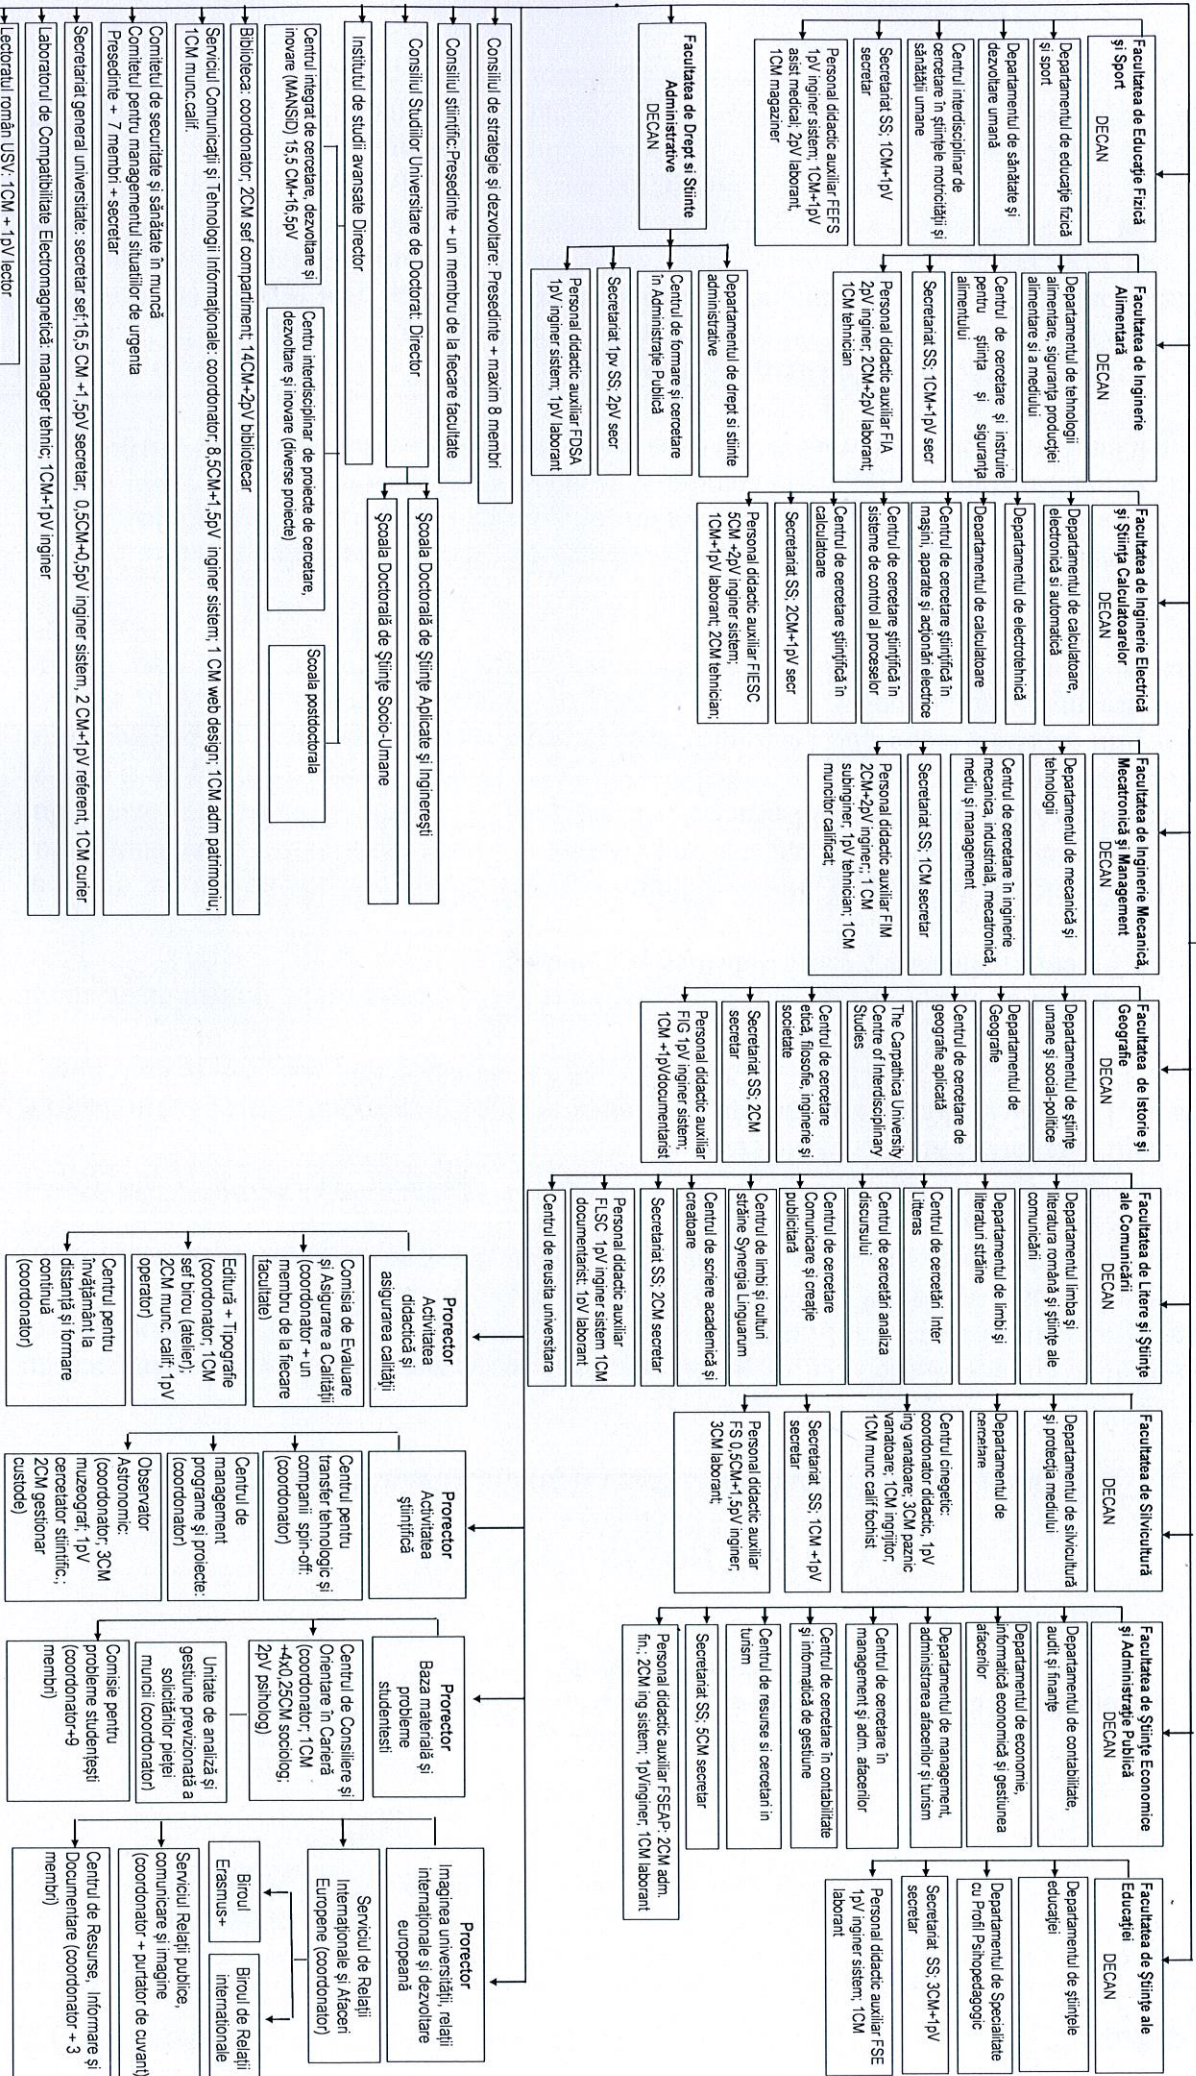 Facultatea de Educație Fizică
și Sport
DECAN
Departamentul de educație fizică
și sport
Departamentul de sănătate și
dezvoltare umană
Centrul interdisciplinar de
cercetare în științele motricității și
sănătății umane
Secretariat SS; 1CM+1pV
secretar
Personal didactic auxiliar FEFS
1pV inginer sistem; 1CM+1pV
asist medical; 2pV laborant,
1CM magaziner
Facultatea de Inginerie
Alimentară
DECAN
Departamentul de tehnologii
alimentare, siguranța producției
alimentare și a mediului
Centrul de cercetare și instruire
pentru știința și siguranța
alimentului
Secretariat SS; 1CM+1pV secr
Personal didactic auxiliar FIA
2pV inginer; 2CM+2pV laborant;
1CM tehnician
Facultatea de Inginerie Electrică
și Știința Calculatoarelor
DECAN
Departamentul de calculatoare,
electronică si automatică
Departamentul de electrotehnică
Departamentul de calculatoare
Centrul de cercetare științifică în
mașini, aparate și acționări electrice
Centrul de cercetare științifică în
sisteme de control al proceselor
Centrul de cercetare științifică în
calculatoare
Secretariat SS; 2CM+1pV secr
Personal didactic auxiliar FIESC
5CM +2pV inginer sistem;
1CM+1pV laborant; 2CM tehnician;
Facultatea de Inginerie Mecanică,
Mecatronică și Management
DECAN
Departamentul de mecanică și
tehnologii
Centrul de cercetare în inginerie
mecanica, industrială, mecatronică,
mediu și management
Secretariat SS; 1CM secretar
Personal didactic auxiliar FIM
2CM+2pV inginer;; 1 CM
subinginer; 1pV tehnician; 1CM
muncitor calificat;
Facultatea de Istorie și
Geografie
DECAN
Departamentul de științe
umane și social-politice
Departamentul de
Geografie
Centrul de cercetare de
geografie aplicată
The Carpathica University
Centre of Interdisciplinary
Studies
Centrul de cercetare
etică, filosofie, inginerie și
societate
Secretariat SS; 2CM
secretar
Personal didactic auxiliar
FIG 1pV inginer sistem;
1CM +1pVdocumentarist
Facultatea de Litere și Științe
ale Comunicării
DECAN
Departamentul limba și
literatura română și științe ale
comunicării
Departamentul de limbi și
literaturi străine
Centrul de cercetări Inter
Litteras
Centrul de cercetări analiza
discursului
Centrul de cercetare
Comunicare și creație
publicitară
Centrul de limbi și culturi
străine Synergia Linguarum
Centrul de scriere academică și
creatoare
Secretariat SS; 2CM secretar
Personal didactic auxiliar
FLSC 1pV inginer sistem 1CM
documentarist: 1pV laborant
Centrul de reusita universitara
Facultatea de Silvicultură
DECAN
Departamentul de silvicultură
și protecția mediului
Departamentul de
cercetare
Centrul cinegetic:
coordonator didactic, 1pV
ing vanatoare; 3CM paznic
vanatoare; 1CM ingrijitor;
1CM munc calif fochist
Secretariat SS; 1CM +1pV
secretar
Personal didactic auxiliar
FS 0,5CM+1,5pV inginer;
3CM laborant;
Facultatea de Științe Economice
și Administrație Publică
DECAN
Departamentul de contabilitate,
audit și finanțe
Departamentul de economie,
informatică economică și gestiunea
afacerilor
Departamentul de management,
administrarea afacerilor și turism
Centrul de cercetare în
management și adm. afacerilor
Centrul de cercetare în contabilitate
și informatică de gestiune
Centrul de resurse si cercetari in
turism
Secretariat SS; 5CM secretar
Personal didactic auxiliar FSEAP: 2CM adm.
fin.; 2CM ing sistem; 1pVinginer; 1CM laborant
Facultatea de Științe ale
Educației
DECAN
Departamentul de științele
educației
Departamentul de Specialitate
cu Profil Psihopedagogic
Secretariat SS; 3CM+1pV
secretar
Personal didactic auxiliar FSE
1pV inginer sistem; 1CM
laborant
Facultatea de Drept si Stiinte
Administrative
DECAN
Departamentul de drept si stiinte
administrative
Centrul de formare și cercetare
în Administrație Publică
Secretariat 1pv SS; 2pV secr
Personal didactic auxiliar FDSA
1pV inginer sistem; 1pV laborant
Consiliul de strategie și dezvoltare: Presedinte + maxim 8 membri
Consiliul științific:Presedinte + un membru de la fiecare facultate
Consiliul Studiilor Universitare de Doctorat: Director
Școala Doctorală de Științe Aplicate și Inginerești
Școala Doctorală de Științe Socio-Umane
Institutul de studii avansate Director
Centrul integrat de cercetare, dezvoltare și
inovare (MANSiD) 15,5 CM+16,5pV
Centru interdisciplinar de proiecte de cercetare,
dezvoltare și inovare (diverse proiecte)
Scoala postdoctorala
Biblioteca: coordonator; 2CM sef compartiment; 14CM+2pV bibliotecar
Serviciul Comunicații și Tehnologii Informaționale: coordonator; 8,5CM+1,5pV inginer sistem; 1 CM web design; 1CM adm patrimoniu;
1CM munc.calif.
Comitetul de securitate și sănătate în muncă
Comitetul pentru managementul situatiilor de urgenta
Presedinte + 7 membri + secretar
Secretariat general universitate: secretar sef;16,5 CM +1,5pV secretar; 0,5CM+0,5pV inginer sistem, 2 CM+1pV referent, 1CM curier
Laboratorul de Compatibilitate Electromagnetică: manager tehnic; 1CM+1pV inginer
Lectoratul român USV: 1CM + 1pV lector
Prorector
Activitatea
didactică și
asigurarea calității
Comisia de Evaluare
și Asigurare a Calității
(coordonator + un
membru de la fiecare
facultate)
Editură + Tipografie
(coordonator; 1CM
sef birou (atelier);
2CM munc. calif; 1pV
operator)
Centrul pentru
învățământ la
distanță și formare
continuă
(coordonator)
Prorector
Activitatea
științifică
Centrul pentru
transfer tehnologic și
companii spin-off:
(coordonator)
Centrul de
management
programe și proiecte:
(coordonator)
Observator
Astronomic:
(coordonator; 3CM
muzeograf; 1pV
cercetator stiintific.;
2CM gestionar
custode)
Prorector
Baza materială și
probleme
studentesti
Centrul de Consiliere și
Orientare în Carieră
(coordonator; 1CM
+4x0,25CM sociolog;
2pV psiholog)
Unitate de analiză și
gestiune previzionată a
solicitărilor pieței
muncii (coordonator)
Comisie pentru
probleme studențești
(coordonator+9
membri)
Prorector
Imaginea universității, relații
internaționale și dezvoltare
europeană
Serviciul de Relații
Internaționale și Afaceri
Europene (coordonator)
Biroul
Erasmus+
Biroul de Relații
internationale
Serviciul Relații publice,
comunicare și imagine
(coordonator + purtator de cuvant)
Centrul de Resurse, Informare și
Documentare (coordonator + 3
membri)